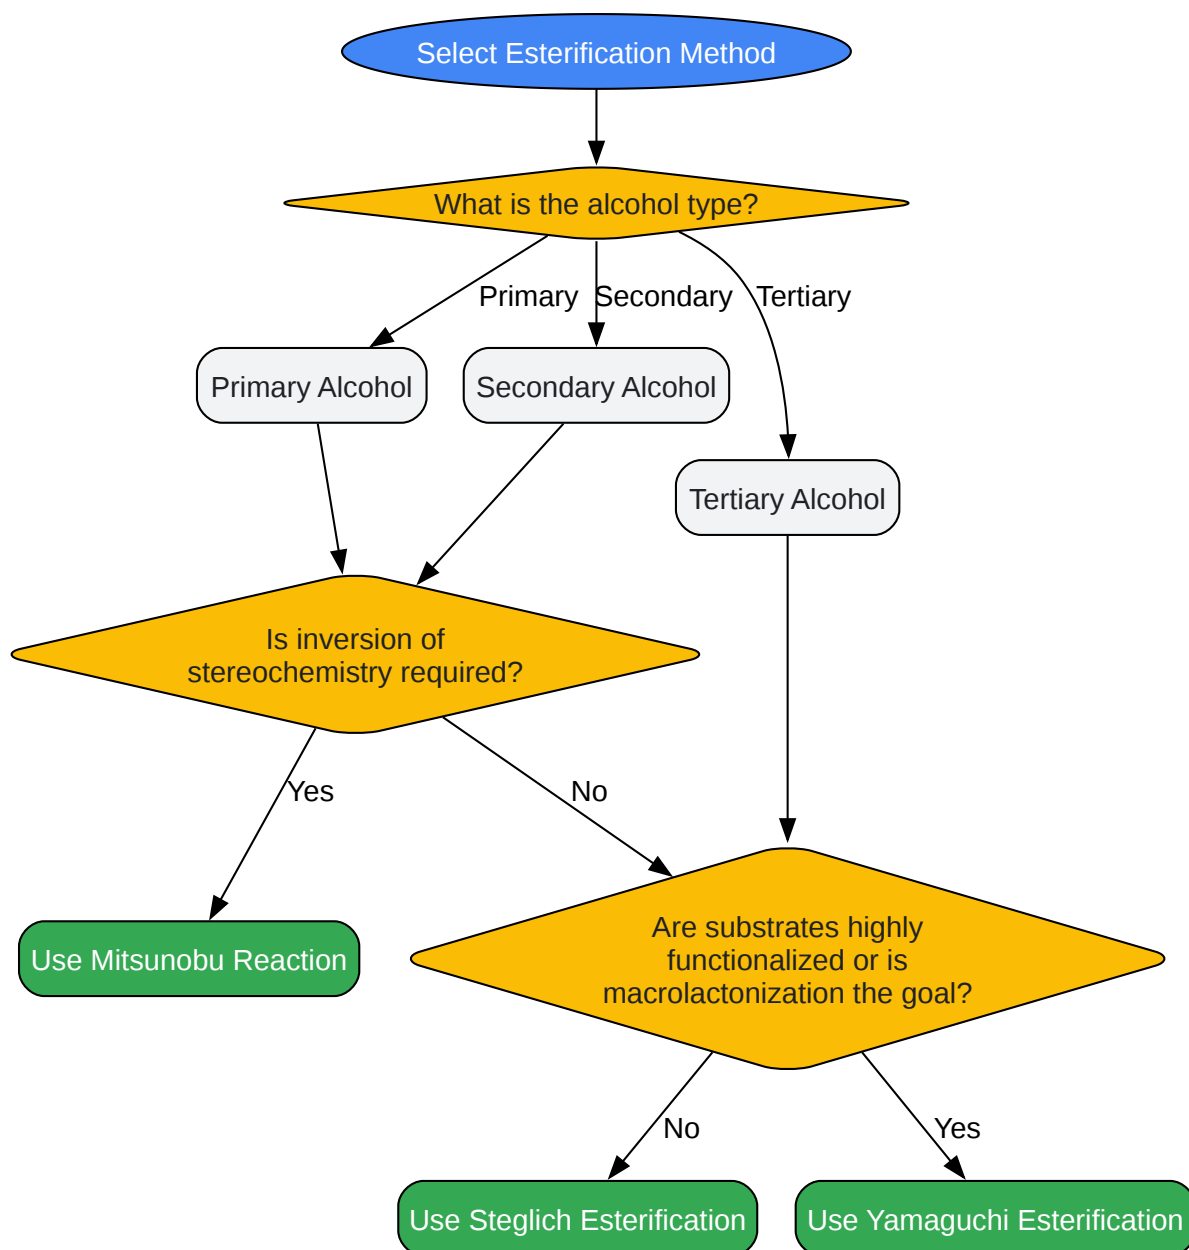 Select Esterification Method
What is the alcohol type?
Primary
Secondary
Tertiary
Primary Alcohol
Secondary Alcohol
Tertiary Alcohol
Is inversion of
stereochemistry required?
Yes
No
Are substrates highly
functionalized or is
macrolactonization the goal?
Use Mitsunobu Reaction
No
Yes
Use Steglich Esterification
Use Yamaguchi Esterification